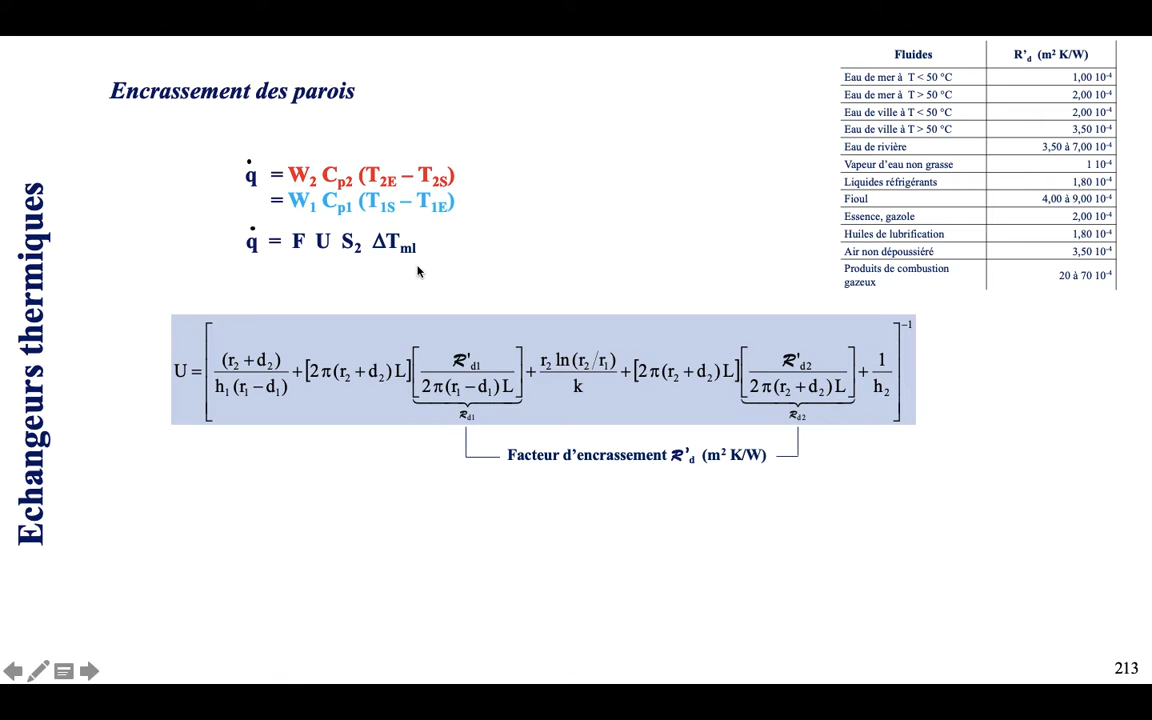 Encrassement des parois
q̇ = W₂ Cp₂ (T₂E – T₂S)
= W₁ Cp₁ (T₁S – T₁E)
q̇ = F U S₂ ΔTml
U = [ (r₂ + d₂) / h₁ (r₁ – d₁) + [2 π (r₂ + d₂) L] [ R'd1 / 2 π (r₁ – d₁) L ] + r₂ ln (r₂ / r₁) / k + [2 π (r₂ + d₂) L] [ R'd2 / 2 π (r₂ + d₂) L ] + 1 / h₂ ]⁻¹
Rd1 Rd2
Facteur d'encrassement R'd (m² K/W)
Fluides R'd (m² K/W)
Eau de mer à T < 50 °C 1,00 10⁻⁴
Eau de mer à T > 50 °C 2,00 10⁻⁴
Eau de ville à T < 50 °C 2,00 10⁻⁴
Eau de ville à T > 50 °C 3,50 10⁻⁴
Eau de rivière 3,50 à 7,00 10⁻⁴
Vapeur d'eau non grasse 1 10⁻⁴
Liquides réfrigérants 1,80 10⁻⁴
Fioul 4,00 à 9,00 10⁻⁴
Essence, gazole 2,00 10⁻⁴
Huiles de lubrification 1,80 10⁻⁴
Air non dépoussiéré 3,50 10⁻⁴
Produits de combustion
gazeux 20 à 70 10⁻⁴
Echangeurs thermiques
213